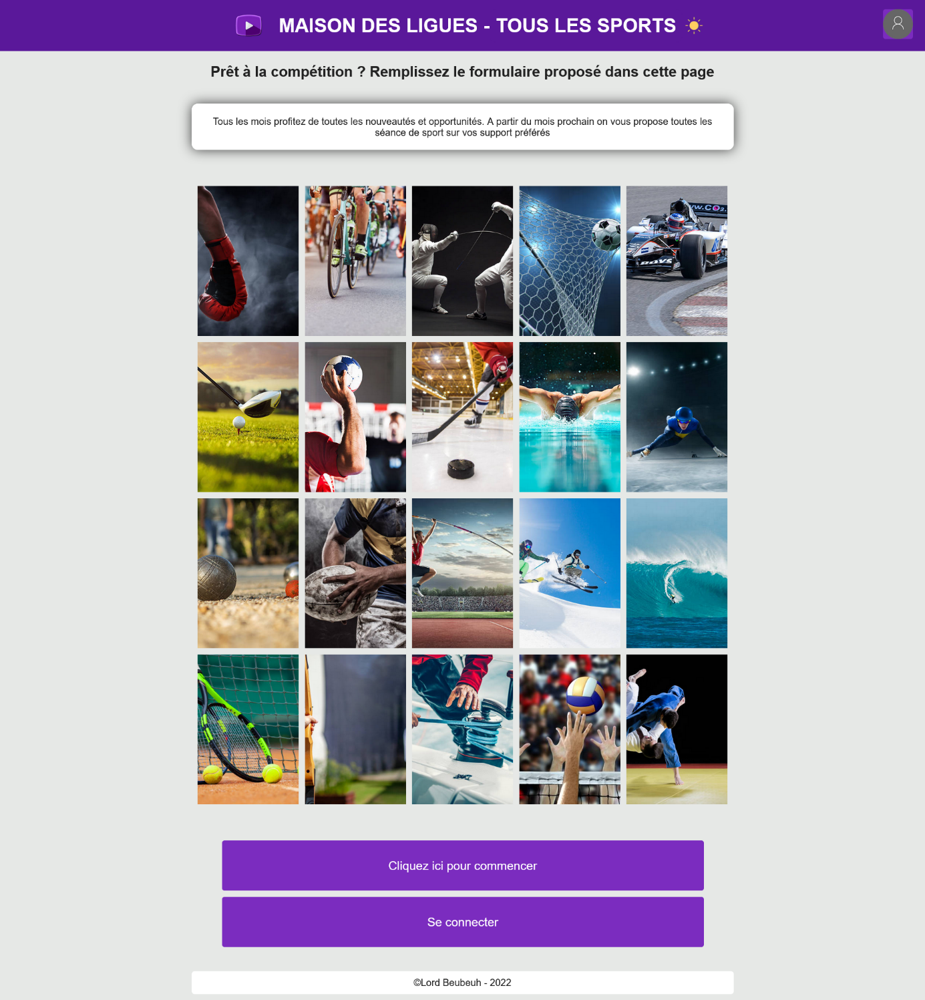 MAISON DES LIGUES - TOUS LES SPORTS
Prêt à la compétition ? Remplissez le formulaire proposé dans cette page
Tous les mois profitez de toutes les nouveautés et opportunités. A partir du mois prochain on vous propose toutes les
séance de sport sur vos support préférés
Cliquez ici pour commencer
Se connecter
©Lord Beubeuh - 2022